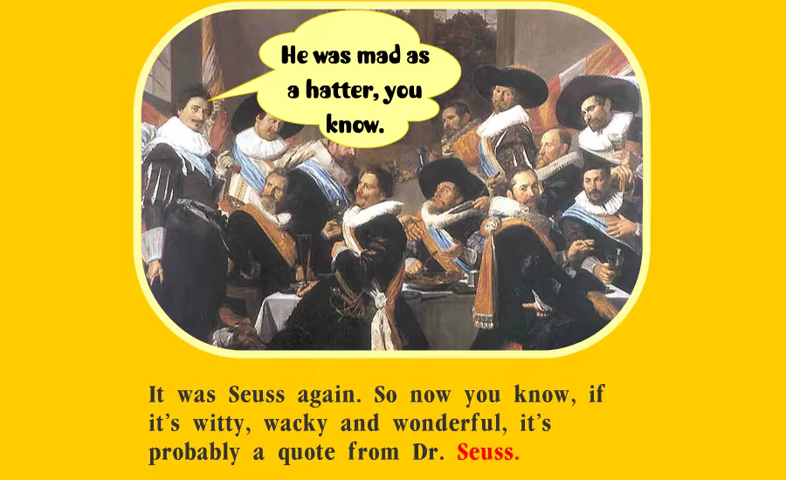 He was mad as
a hatter, you
know.
It was Seuss again. So now you know, if
it's witty, wacky and wonderful, it's
probably a quote from Dr. Seuss.